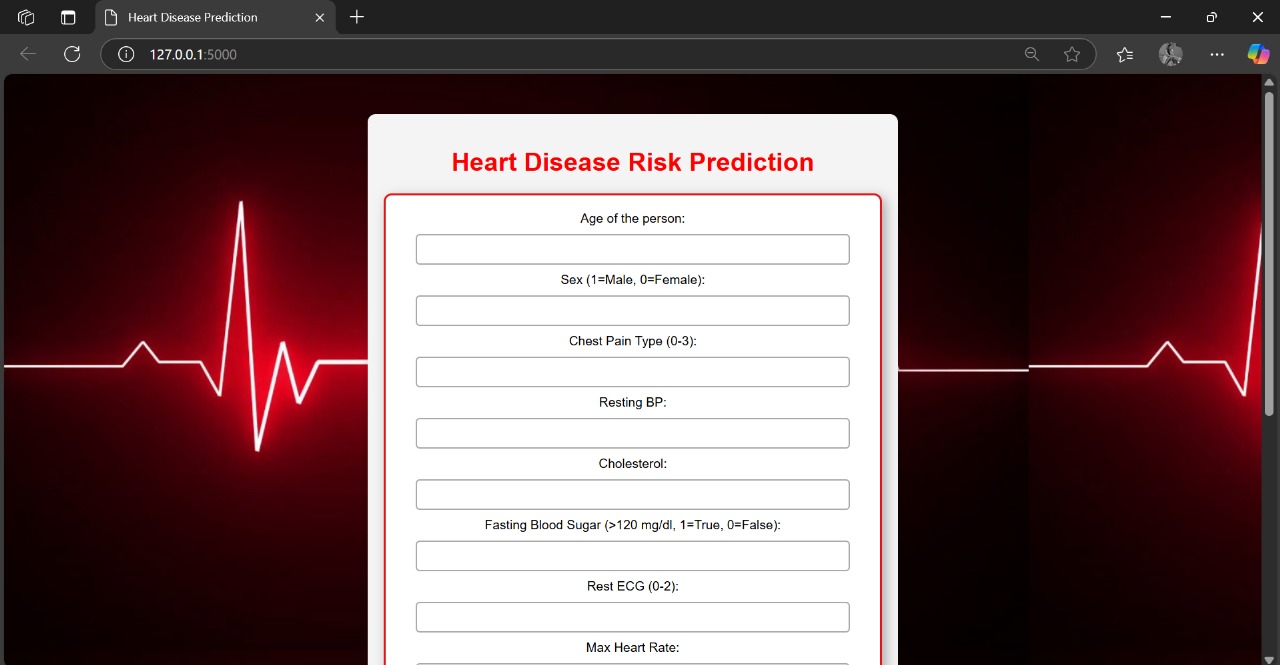 Heart Disease Prediction
127.0.0.1:5000
Heart Disease Risk Prediction
Age of the person:
Sex (1=Male, 0=Female):
Chest Pain Type (0-3):
Resting BP:
Cholesterol:
Fasting Blood Sugar (>120 mg/dl, 1=True, 0=False):
Rest ECG (0-2):
Max Heart Rate: